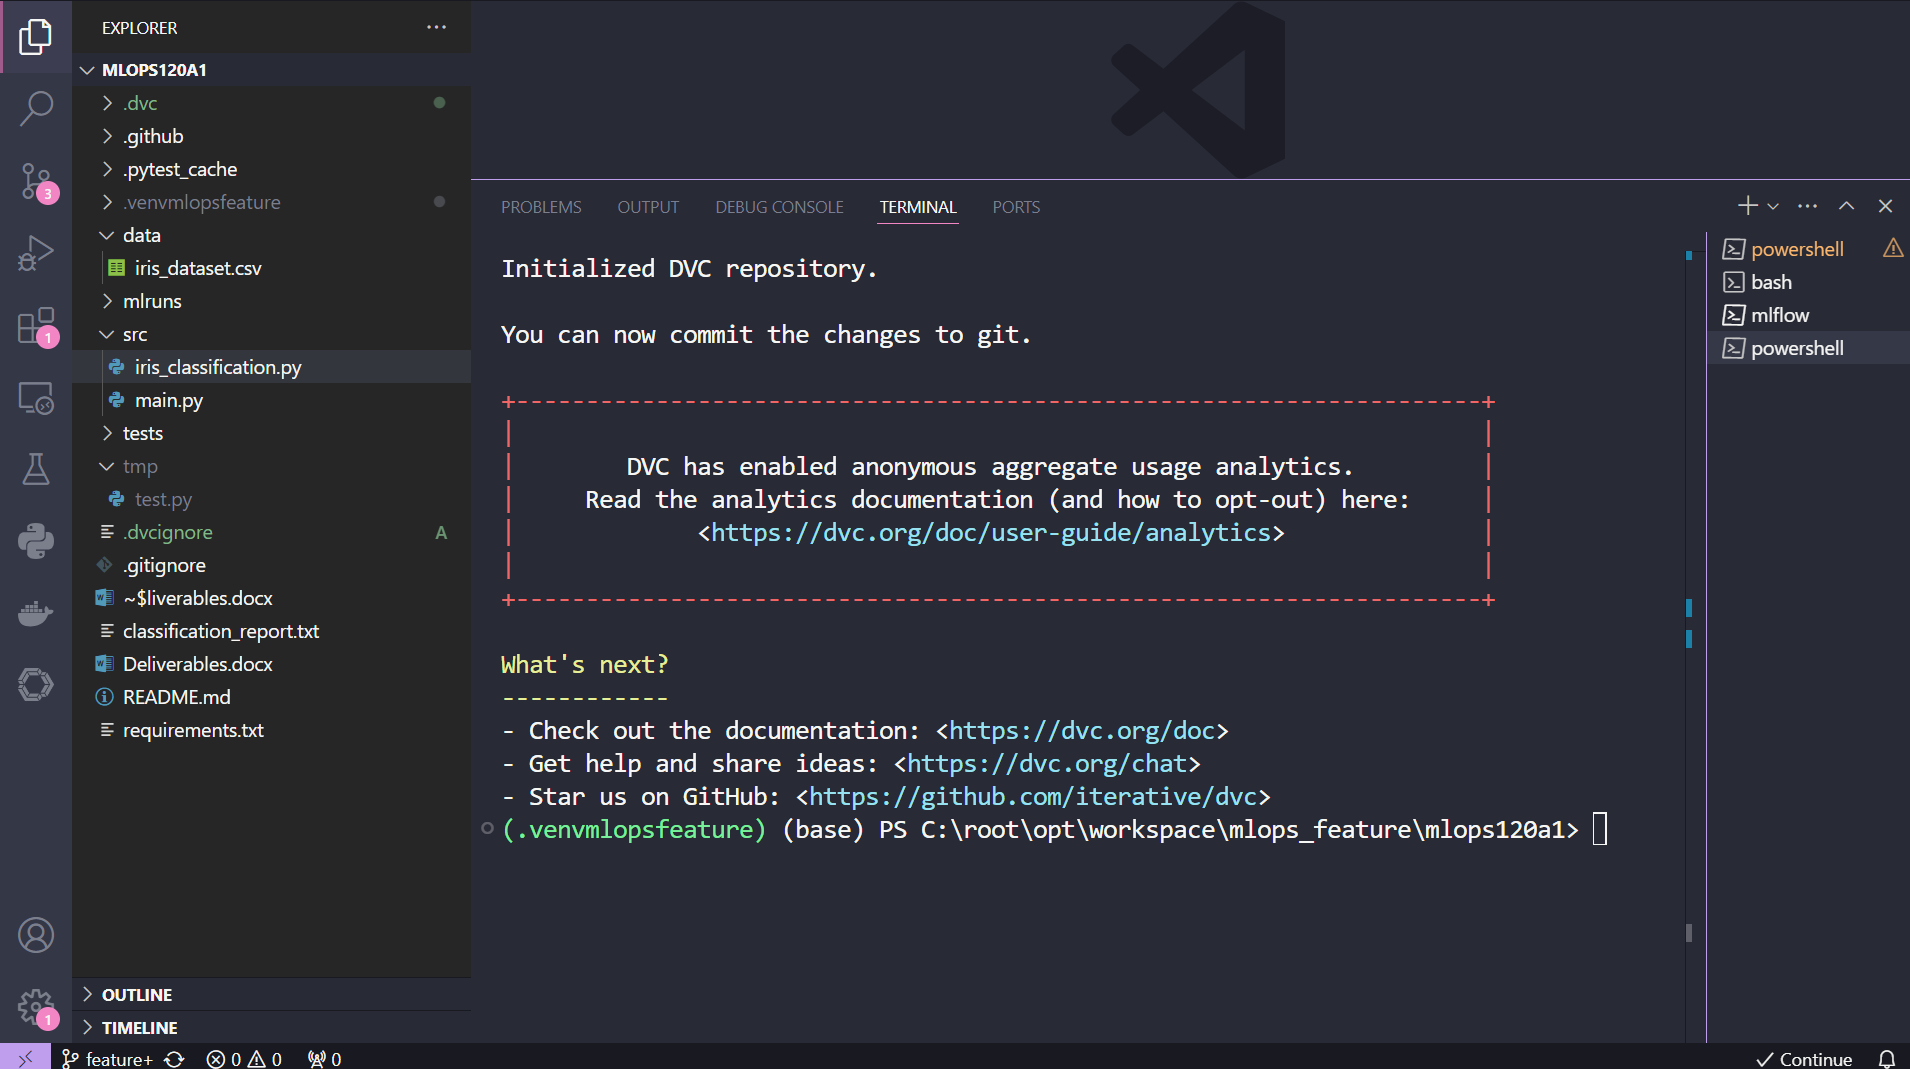 EXPLORER
MLOPS120A1
.dvc
.github
.pytest_cache
.venvmlopsfeature
data
iris_dataset.csv
mlruns
src
iris_classification.py
main.py
tests
tmp
test.py
.dvcignore A
.gitignore
~$liverables.docx
classification_report.txt
Deliverables.docx
README.md
requirements.txt
OUTLINE
TIMELINE
3
1
1
PROBLEMS OUTPUT DEBUG CONSOLE TERMINAL PORTS
Initialized DVC repository.
You can now commit the changes to git.
+---------------------------------------------------------------------+
|                                                                     |
|        DVC has enabled anonymous aggregate usage analytics.         |
|     Read the analytics documentation (and how to opt-out) here:     |
|             <https://dvc.org/doc/user-guide/analytics>              |
|                                                                     |
+---------------------------------------------------------------------+
What's next?
------------
- Check out the documentation: <https://dvc.org/doc>
- Get help and share ideas: <https://dvc.org/chat>
- Star us on GitHub: <https://github.com/iterative/dvc>
(.venvmlopsfeature) (base) PS C:\root\opt\workspace\mlops_feature\mlops120a1>
powershell
bash
mlflow
powershell
feature+ 0 0 0 Continue